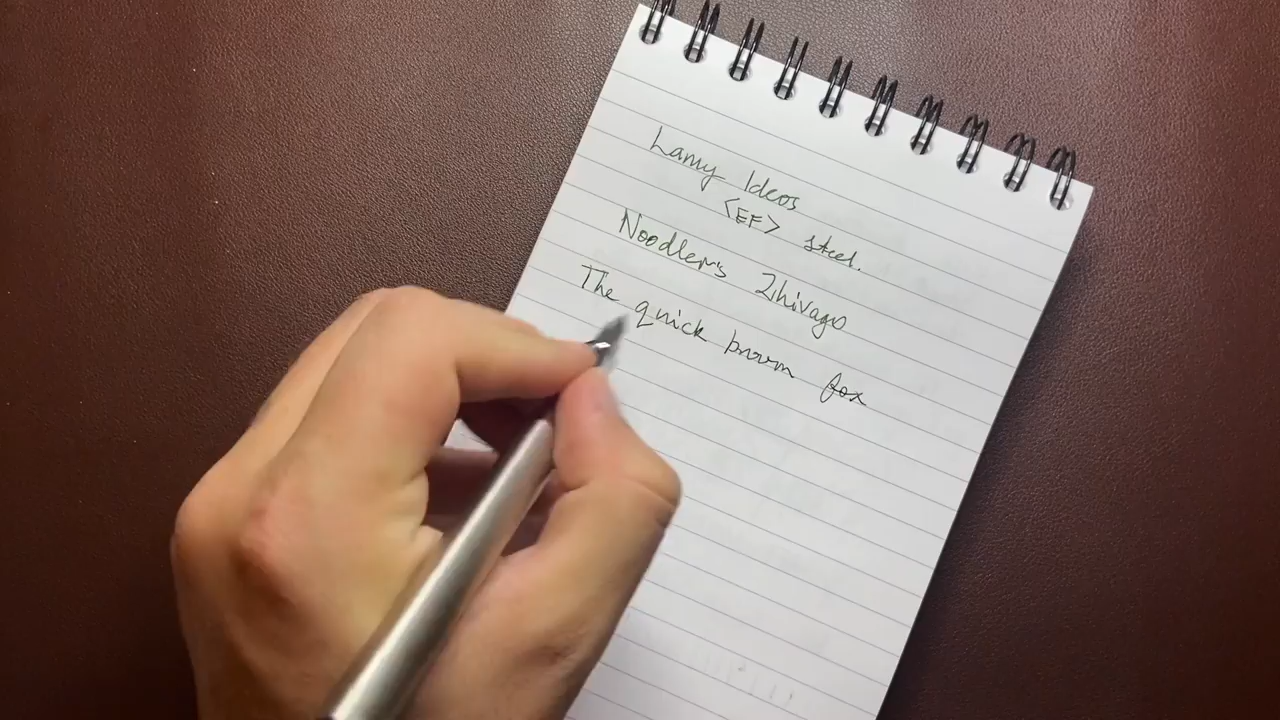 Lamy Ideos
<EF> steel.
Noodler's Zhivago
The quick brown fox